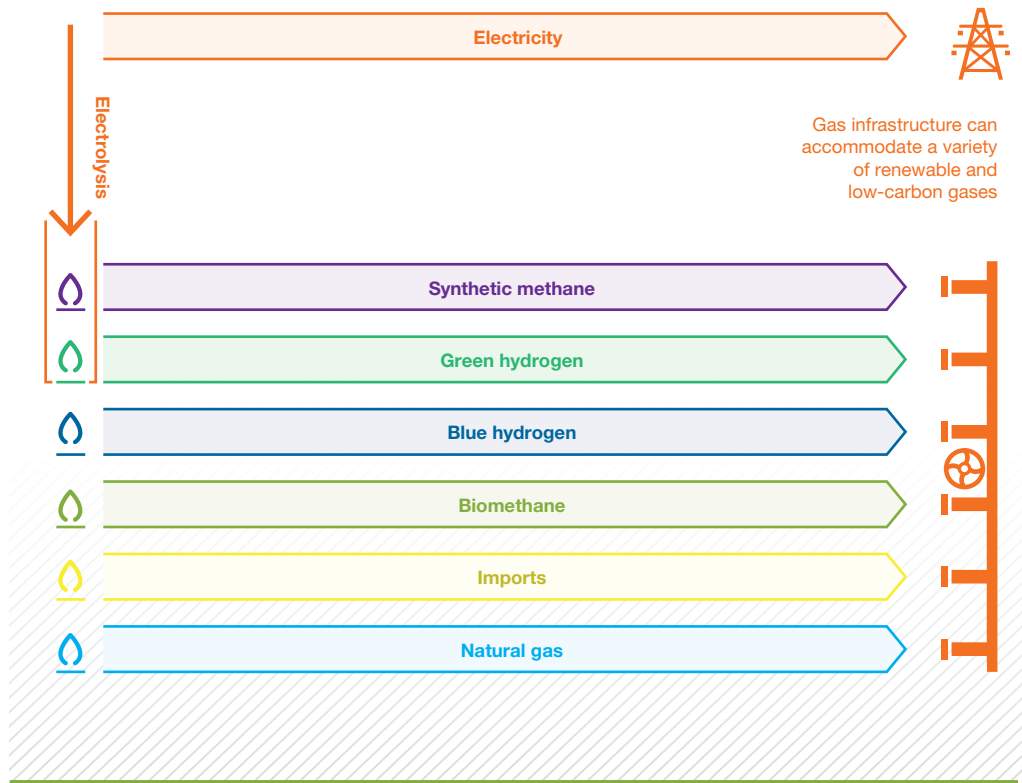 Electricity
Electrolysis
Gas infrastructure can
accommodate a variety
of renewable and
low-carbon gases
Synthetic methane
Green hydrogen
Blue hydrogen
Biomethane
Imports
Natural gas